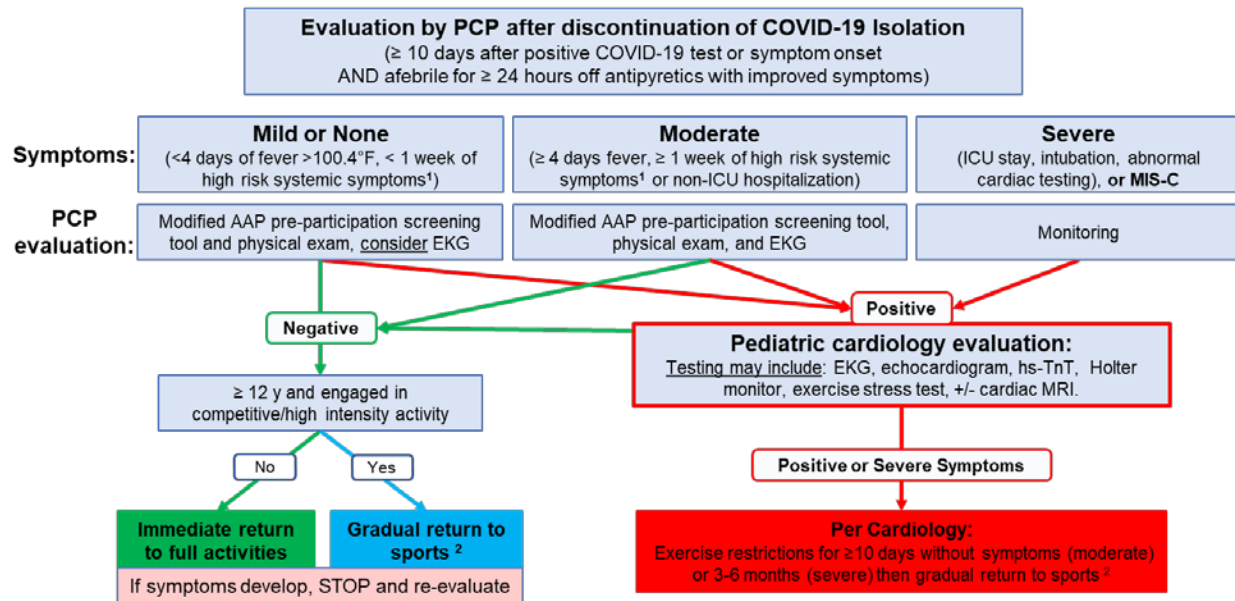 Evaluation by PCP after discontinuation of COVID-19 Isolation
(≥ 10 days after positive COVID-19 test or symptom onset
AND afebrile for ≥ 24 hours off antipyretics with improved symptoms)
Symptoms:
Mild or None
(<4 days of fever >100.4°F, < 1 week of
high risk systemic symptoms¹)
Moderate
(≥ 4 days fever, ≥ 1 week of high risk systemic
symptoms¹ or non-ICU hospitalization)
Severe
(ICU stay, intubation, abnormal
cardiac testing), or MIS-C
PCP
evaluation:
Modified AAP pre-participation screening
tool and physical exam, consider EKG
Modified AAP pre-participation screening tool,
physical exam, and EKG
Monitoring
Negative
Positive
Pediatric cardiology evaluation:
Testing may include: EKG, echocardiogram, hs-TnT, Holter
monitor, exercise stress test, +/- cardiac MRI.
≥ 12 y and engaged in
competitive/high intensity activity
No
Yes
Positive or Severe Symptoms
Immediate return
to full activities
Gradual return to
sports ²
If symptoms develop, STOP and re-evaluate
Per Cardiology:
Exercise restrictions for ≥10 days without symptoms (moderate)
or 3-6 months (severe) then gradual return to sports ²